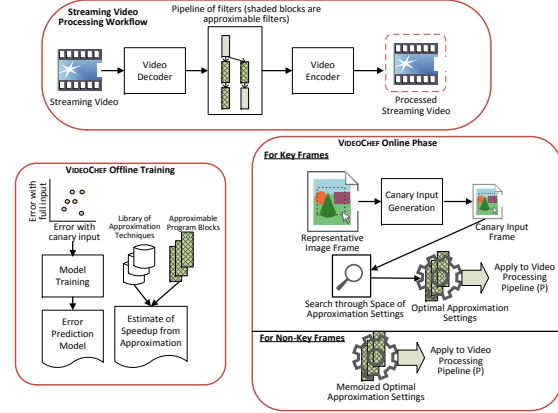 Streaming Video
Processing Workflow
Pipeline of filters (shaded blocks are
approximable filters)
Video
Decoder
Video
Encoder
Streaming Video
Processed
Streaming Video
VIDEOCHEF Offline Training
Error with
full input
Error with
canary input
Library of
Approximation
Techniques
Approximable
Program Blocks
Model
Training
Error
Prediction
Model
Estimate of
Speedup from
Approximation
VIDEOCHEF Online Phase
For Key Frames
Representative
Image Frame
Canary Input
Generation
Canary Input
Frame
Search through Space of
Approximation Settings
Optimal Approximation
Settings
Apply to Video
Processing
Pipeline (P)
For Non-Key Frames
Memoized Optimal
Approximation Settings
Apply to Video
Processing
Pipeline (P)